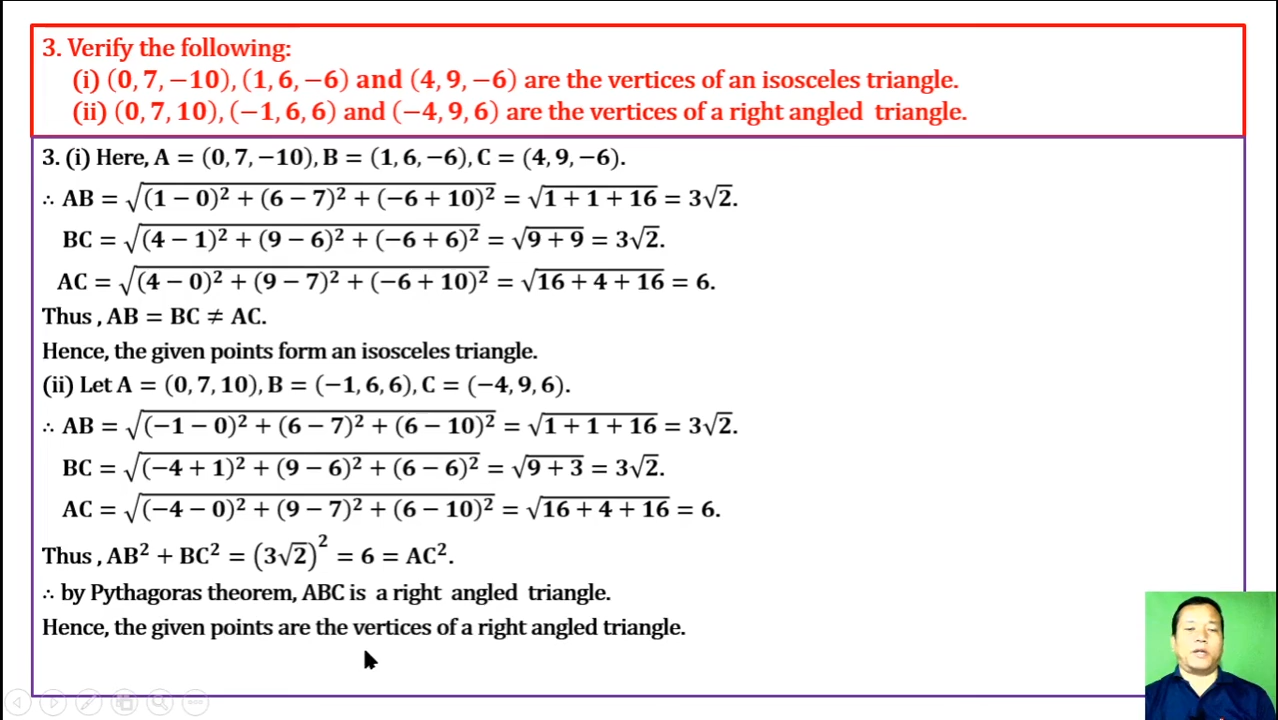 3. Verify the following:
(i) (0, 7, −10), (1, 6, −6) and (4, 9, −6) are the vertices of an isosceles triangle.
(ii) (0, 7, 10), (−1, 6, 6) and (−4, 9, 6) are the vertices of a right angled triangle.
3. (i) Here, A = (0, 7, −10), B = (1, 6, −6), C = (4, 9, −6).
∴ AB = √((1 − 0)² + (6 − 7)² + (−6 + 10)²) = √(1 + 1 + 16) = 3√2.
BC = √((4 − 1)² + (9 − 6)² + (−6 + 6)²) = √(9 + 9) = 3√2.
AC = √((4 − 0)² + (9 − 7)² + (−6 + 10)²) = √(16 + 4 + 16) = 6.
Thus , AB = BC ≠ AC.
Hence, the given points form an isosceles triangle.
(ii) Let A = (0, 7, 10), B = (−1, 6, 6), C = (−4, 9, 6).
∴ AB = √((−1 − 0)² + (6 − 7)² + (6 − 10)²) = √(1 + 1 + 16) = 3√2.
BC = √((−4 + 1)² + (9 − 6)² + (6 − 6)²) = √(9 + 3) = 3√2.
AC = √((−4 − 0)² + (9 − 7)² + (6 − 10)²) = √(16 + 4 + 16) = 6.
Thus , AB² + BC² = (3√2)² = 6 = AC².
∴ by Pythagoras theorem, ABC is a right angled triangle.
Hence, the given points are the vertices of a right angled triangle.